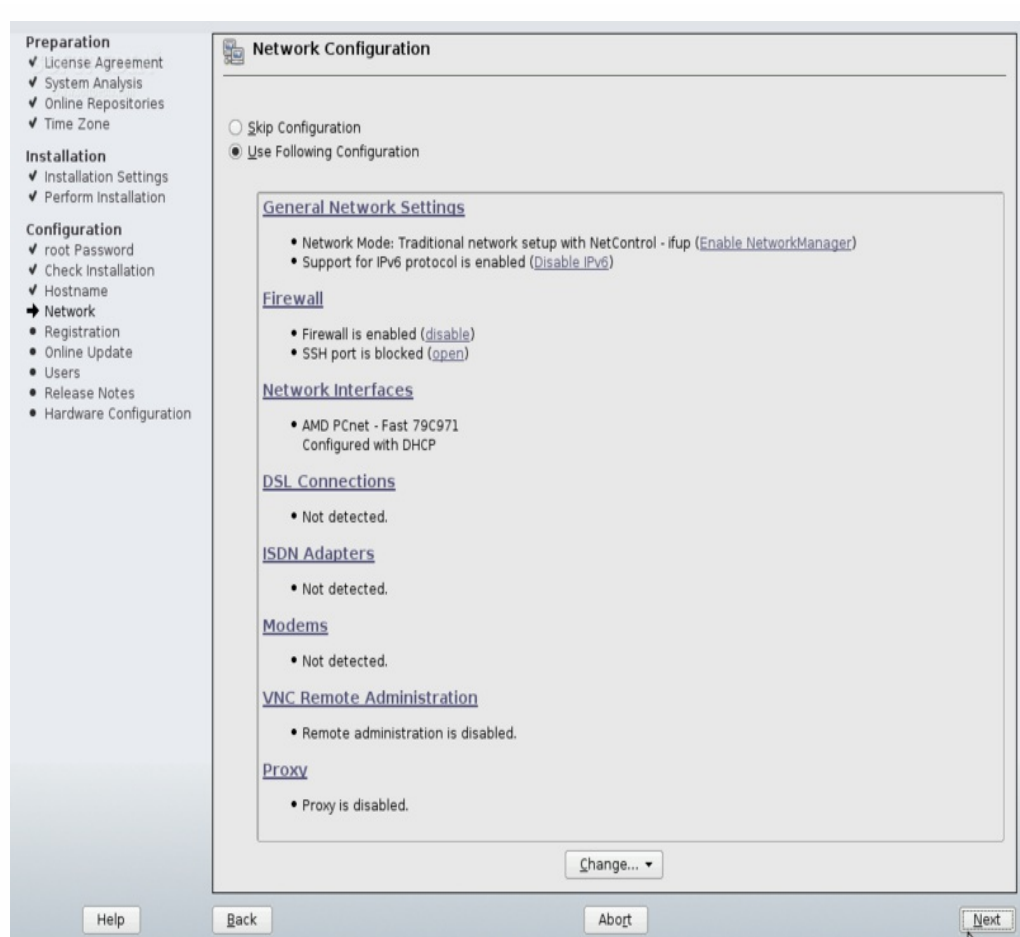 Preparation
License Agreement
System Analysis
Online Repositories
Time Zone
Installation
Installation Settings
Perform Installation
Configuration
root Password
Check Installation
Hostname
Network
Registration
Online Update
Users
Release Notes
Hardware Configuration
Network Configuration
Skip Configuration
Use Following Configuration
General Network Settings
Network Mode: Traditional network setup with NetControl - ifup (Enable NetworkManager)
Support for IPv6 protocol is enabled (Disable IPv6)
Firewall
Firewall is enabled (disable)
SSH port is blocked (open)
Network Interfaces
AMD PCnet - Fast 79C971
Configured with DHCP
DSL Connections
Not detected.
ISDN Adapters
Not detected.
Modems
Not detected.
VNC Remote Administration
Remote administration is disabled.
Proxy
Proxy is disabled.
Change...
Help
Back
Abort
Next